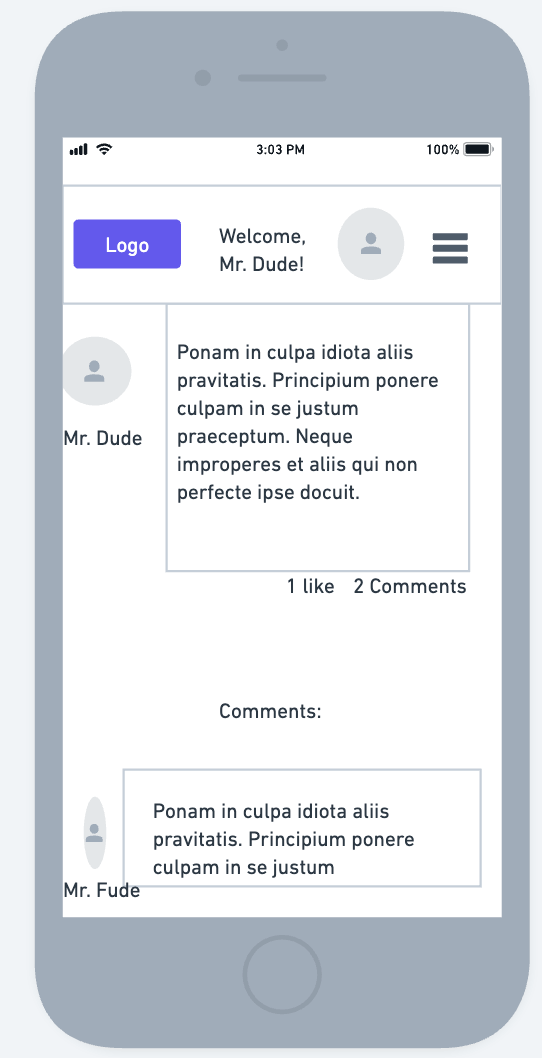 3:03 PM 100%
Logo
Welcome,
Mr. Dude!
Mr. Dude
Ponam in culpa idiota aliis
pravitatis. Principium ponere
culpam in se justum
praeceptum. Neque
improperes et aliis qui non
perfecte ipse docuit.
1 like 2 Comments
Comments:
Ponam in culpa idiota aliis
pravitatis. Principium ponere
culpam in se justum
Mr. Fude